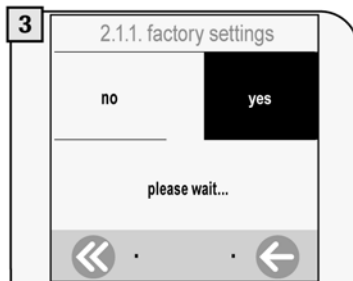 3
2.1.1. factory settings
no yes
please wait...